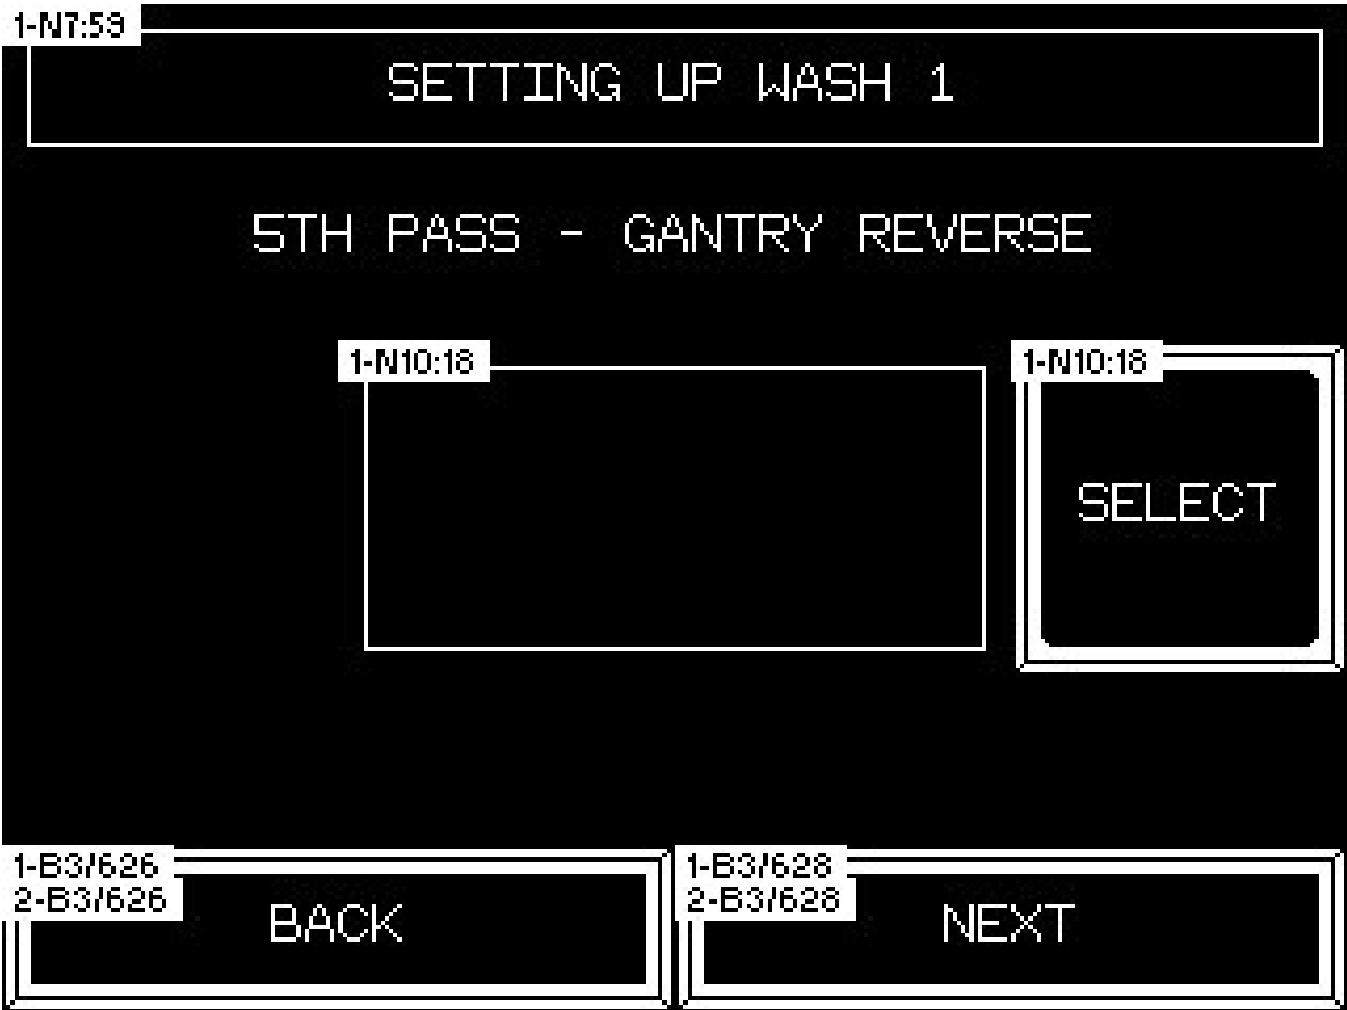 1-N7:59
SETTING UP WASH 1
5TH PASS - GANTRY REVERSE
1-N10:18
1-N10:18
SELECT
1-B3/626
2-B3/626
BACK
1-B3/628
2-B3/628
NEXT